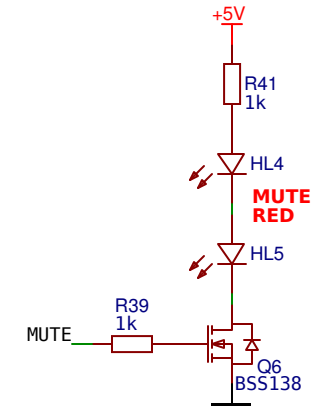 +5V
R41
1k
HL4
MUTE
RED
HL5
R39
1k
MUTE
Q6
BSS138